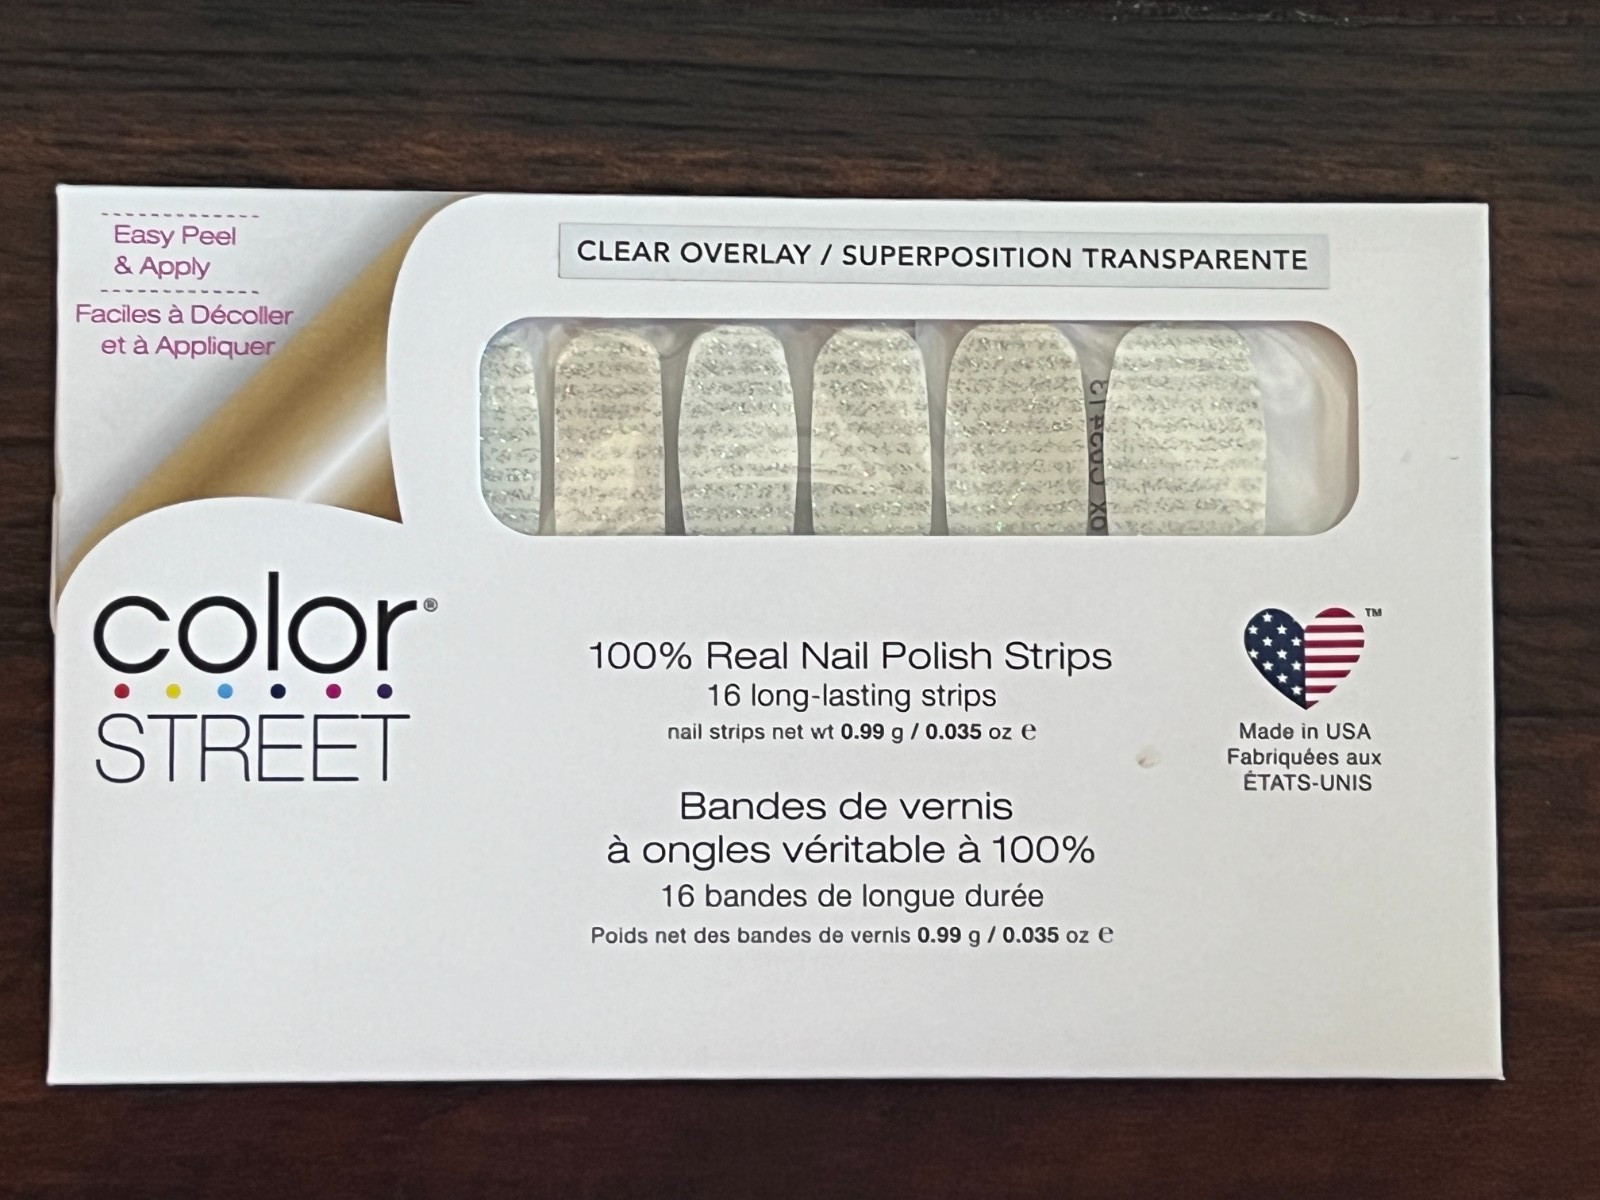 Easy Peel
& Apply
Faciles à Décoller
et à Appliquer
CLEAR OVERLAY / SUPERPOSITION TRANSPARENTE
color®
STREET
100% Real Nail Polish Strips
16 long-lasting strips
nail strips net wt 0.99 g / 0.035 oz ℮
Bandes de vernis
à ongles véritable à 100%
16 bandes de longue durée
Poids net des bandes de vernis 0.99 g / 0.035 oz ℮
TM
Made in USA
Fabriquées aux
ÉTATS-UNIS